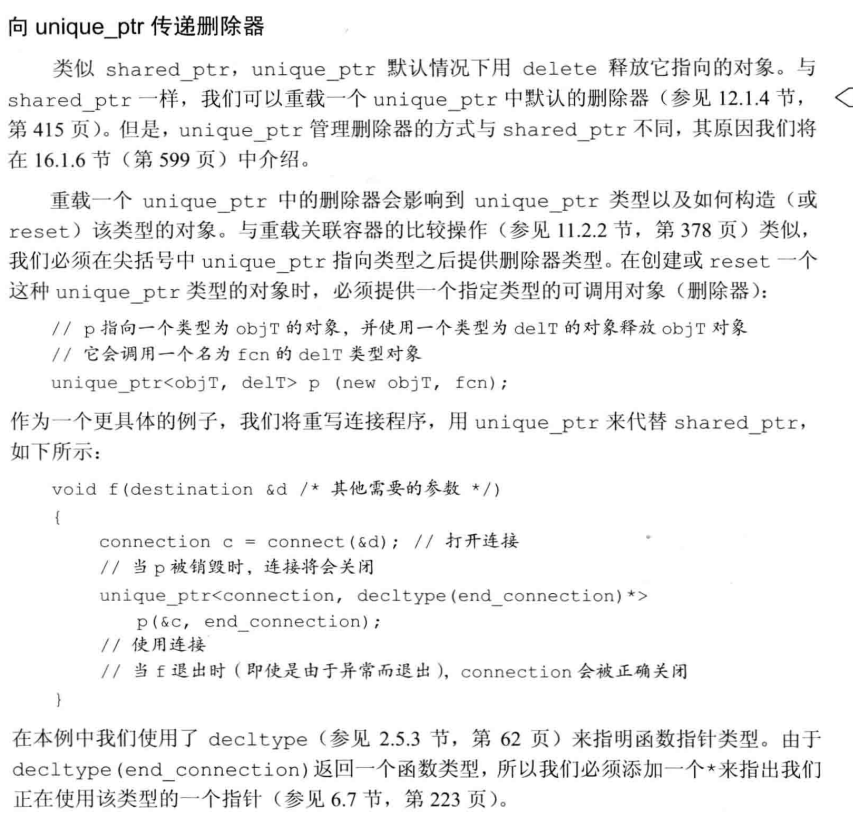 向 unique_ptr 传递删除器
类似 shared_ptr，unique_ptr 默认情况下用 delete 释放它指向的对象。与
shared_ptr 一样，我们可以重载一个 unique_ptr 中默认的删除器（参见 12.1.4 节，
第 415 页）。但是，unique_ptr 管理删除器的方式与 shared_ptr 不同，其原因我们将
在 16.1.6 节（第 599 页）中介绍。
重载一个 unique_ptr 中的删除器会影响到 unique_ptr 类型以及如何构造（或
reset）该类型的对象。与重载关联容器的比较操作（参见 11.2.2 节，第 378 页）类似，
我们必须在尖括号中 unique_ptr 指向类型之后提供删除器类型。在创建或 reset 一个
这种 unique_ptr 类型的对象时，必须提供一个指定类型的可调用对象（删除器）：
// p 指向一个类型为 objT 的对象，并使用一个类型为 delT 的对象释放 objT 对象
// 它会调用一个名为 fcn 的 delT 类型对象
unique_ptr<objT, delT> p (new objT, fcn);
作为一个更具体的例子，我们将重写连接程序，用 unique_ptr 来代替 shared_ptr，
如下所示：
void f(destination &d /* 其他需要的参数 */)
{
connection c = connect(&d); // 打开连接
// 当 p 被销毁时，连接将会关闭
unique_ptr<connection, decltype(end_connection)*>
p(&c, end_connection);
// 使用连接
// 当 f 退出时（即使是由于异常而退出），connection 会被正确关闭
}
在本例中我们使用了 decltype（参见 2.5.3 节，第 62 页）来指明函数指针类型。由于
decltype(end_connection)返回一个函数类型，所以我们必须添加一个*来指出我们
正在使用该类型的一个指针（参见 6.7 节，第 223 页）。